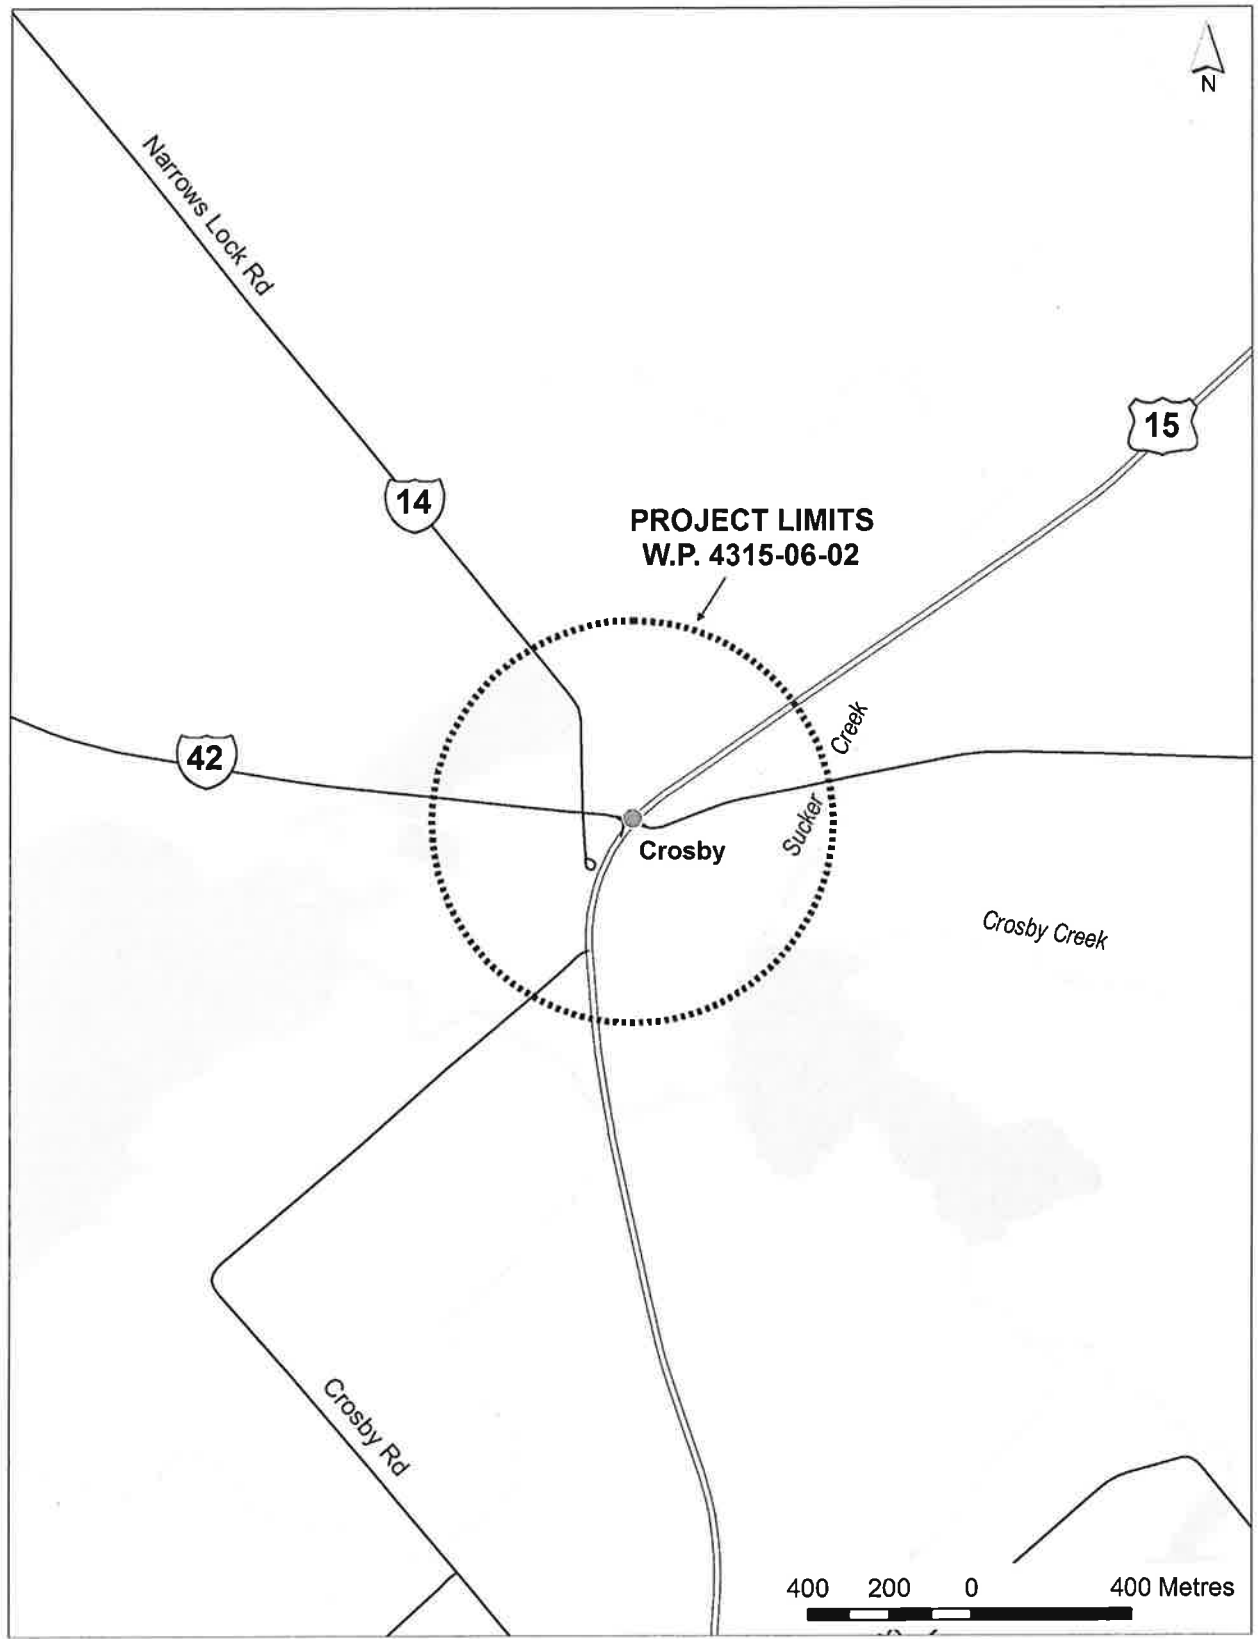 N
Narrows Lock Rd
15
14
PROJECT LIMITS
W.P. 4315-06-02
Creek
42
Sucker
Crosby
Crosby Creek
Crosby Rd
400 200 0 400 Metres